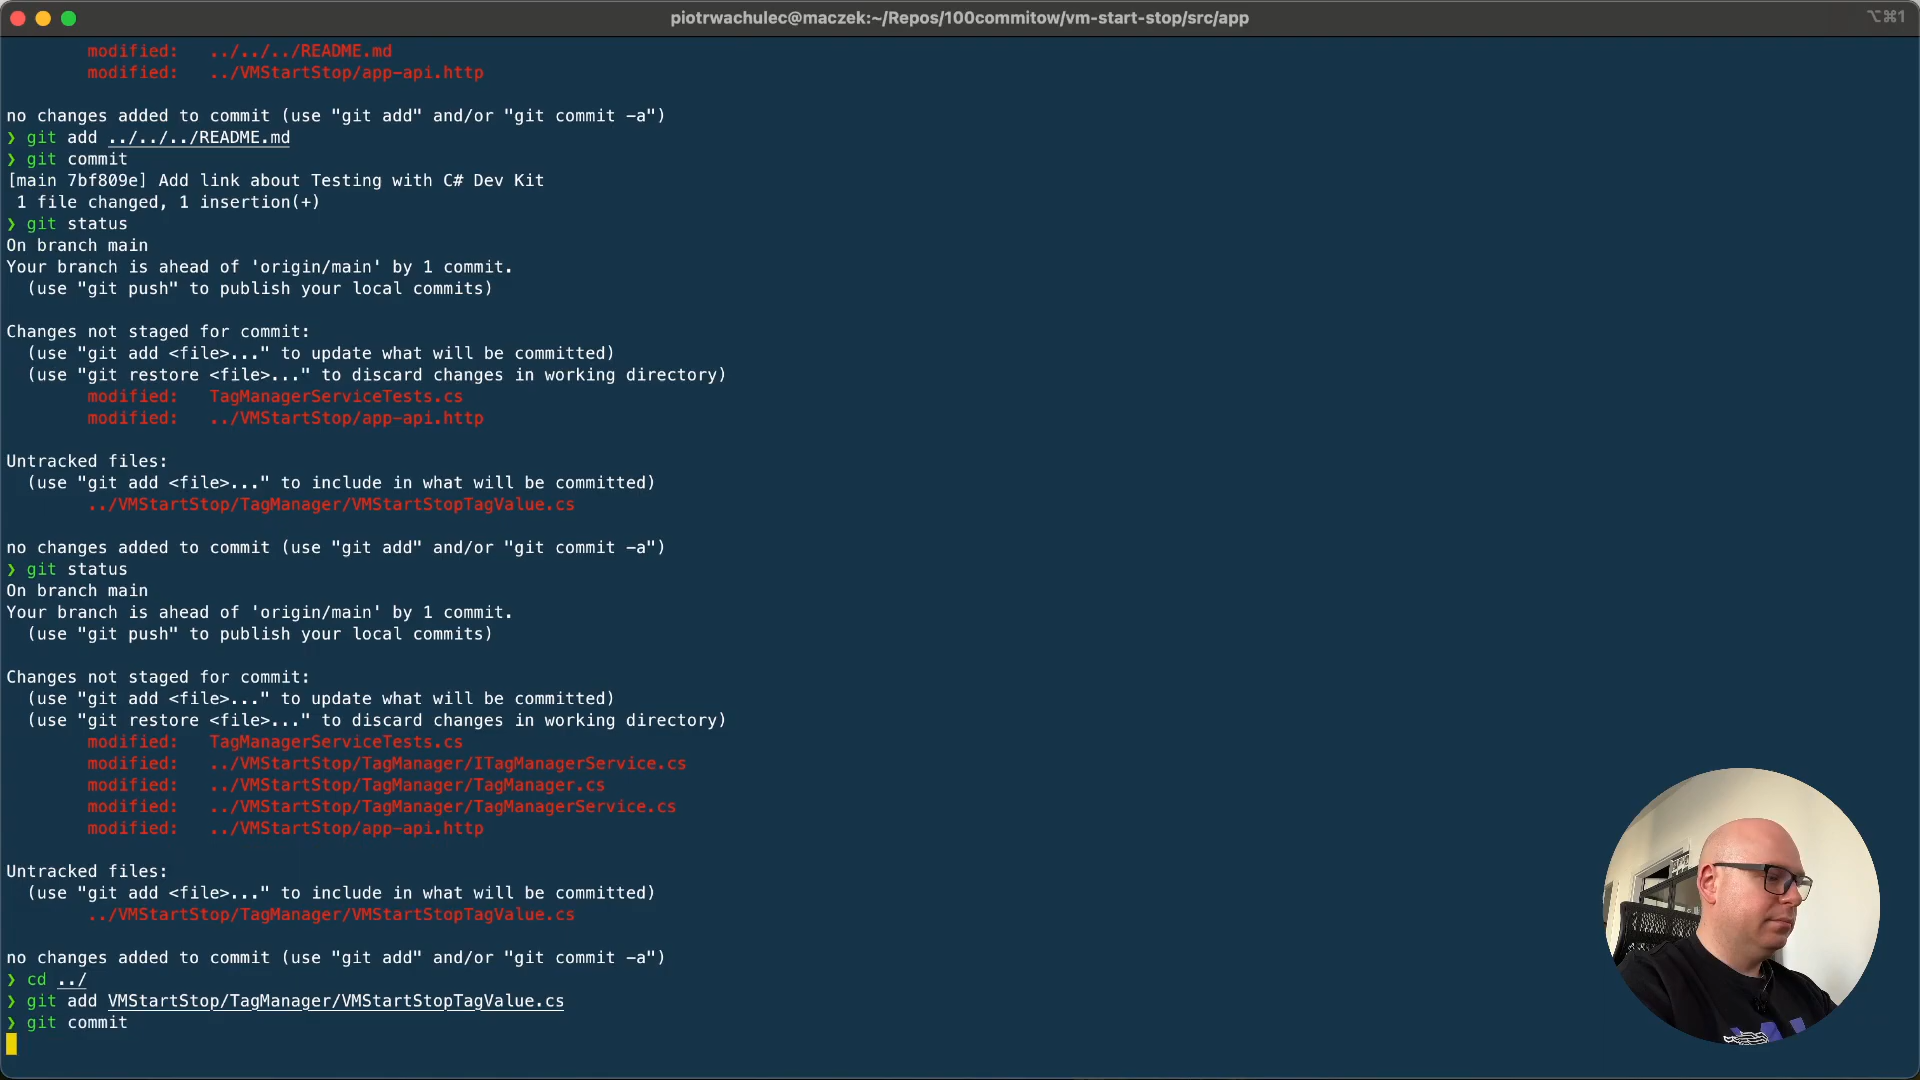 piotrwachulec@maczek:~/Repos/100commitow/vm-start-stop/src/app
⌥⌘1
modified:   ../../../README.md
modified:   ../VMStartStop/app-api.http
no changes added to commit (use "git add" and/or "git commit -a")
❯ git add ../../../README.md
❯ git commit
[main 7bf809e] Add link about Testing with C# Dev Kit
1 file changed, 1 insertion(+)
❯ git status
On branch main
Your branch is ahead of 'origin/main' by 1 commit.
(use "git push" to publish your local commits)
Changes not staged for commit:
(use "git add <file>..." to update what will be committed)
(use "git restore <file>..." to discard changes in working directory)
modified:   TagManagerServiceTests.cs
modified:   ../VMStartStop/app-api.http
Untracked files:
(use "git add <file>..." to include in what will be committed)
../VMStartStop/TagManager/VMStartStopTagValue.cs
no changes added to commit (use "git add" and/or "git commit -a")
❯ git status
On branch main
Your branch is ahead of 'origin/main' by 1 commit.
(use "git push" to publish your local commits)
Changes not staged for commit:
(use "git add <file>..." to update what will be committed)
(use "git restore <file>..." to discard changes in working directory)
modified:   TagManagerServiceTests.cs
modified:   ../VMStartStop/TagManager/ITagManagerService.cs
modified:   ../VMStartStop/TagManager/TagManager.cs
modified:   ../VMStartStop/TagManager/TagManagerService.cs
modified:   ../VMStartStop/app-api.http
Untracked files:
(use "git add <file>..." to include in what will be committed)
../VMStartStop/TagManager/VMStartStopTagValue.cs
no changes added to commit (use "git add" and/or "git commit -a")
❯ cd ../
❯ git add VMStartStop/TagManager/VMStartStopTagValue.cs
❯ git commit